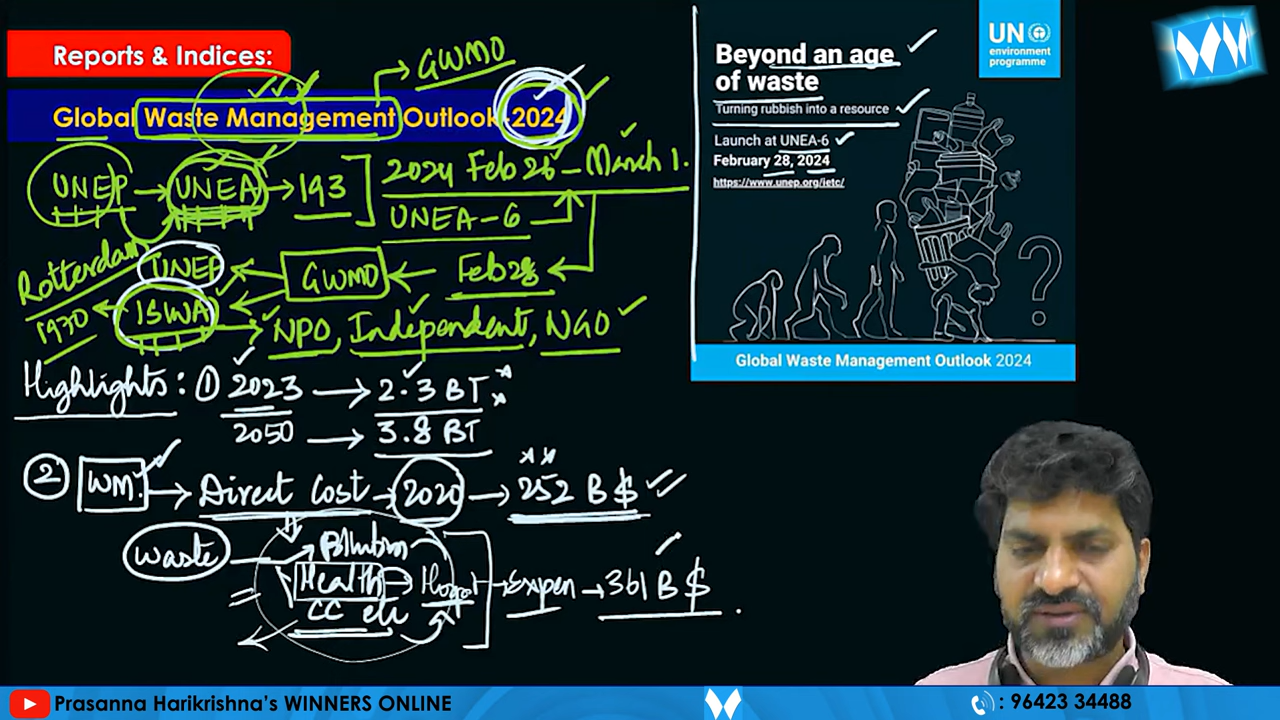 Reports & Indices:
→ GWMO
Global Waste Management Outlook-2024
UNEP → UNEA → 193 ] 2024 Feb 26 – March 1.
UNEA-6
Rotterdam
UNEP ← GWMO ← Feb 28
1970 ← ISWA → NPO, Independent, NGO
Highlights: ① 2023 → 2.3 BT
2050 → 3.8 BT
② WM. → Direct Cost → 2020 → 252 B $
waste → Pollution
Health → → Expen → 361 B $.
CC etc
Beyond an age
of waste
Turning rubbish into a resource
Launch at UNEA-6
February 28, 2024
https://www.unep.org/ietc/
UN
environment
programme
?
Global Waste Management Outlook 2024
W
Prasanna Harikrishna's WINNERS ONLINE
W
: 96423 34488